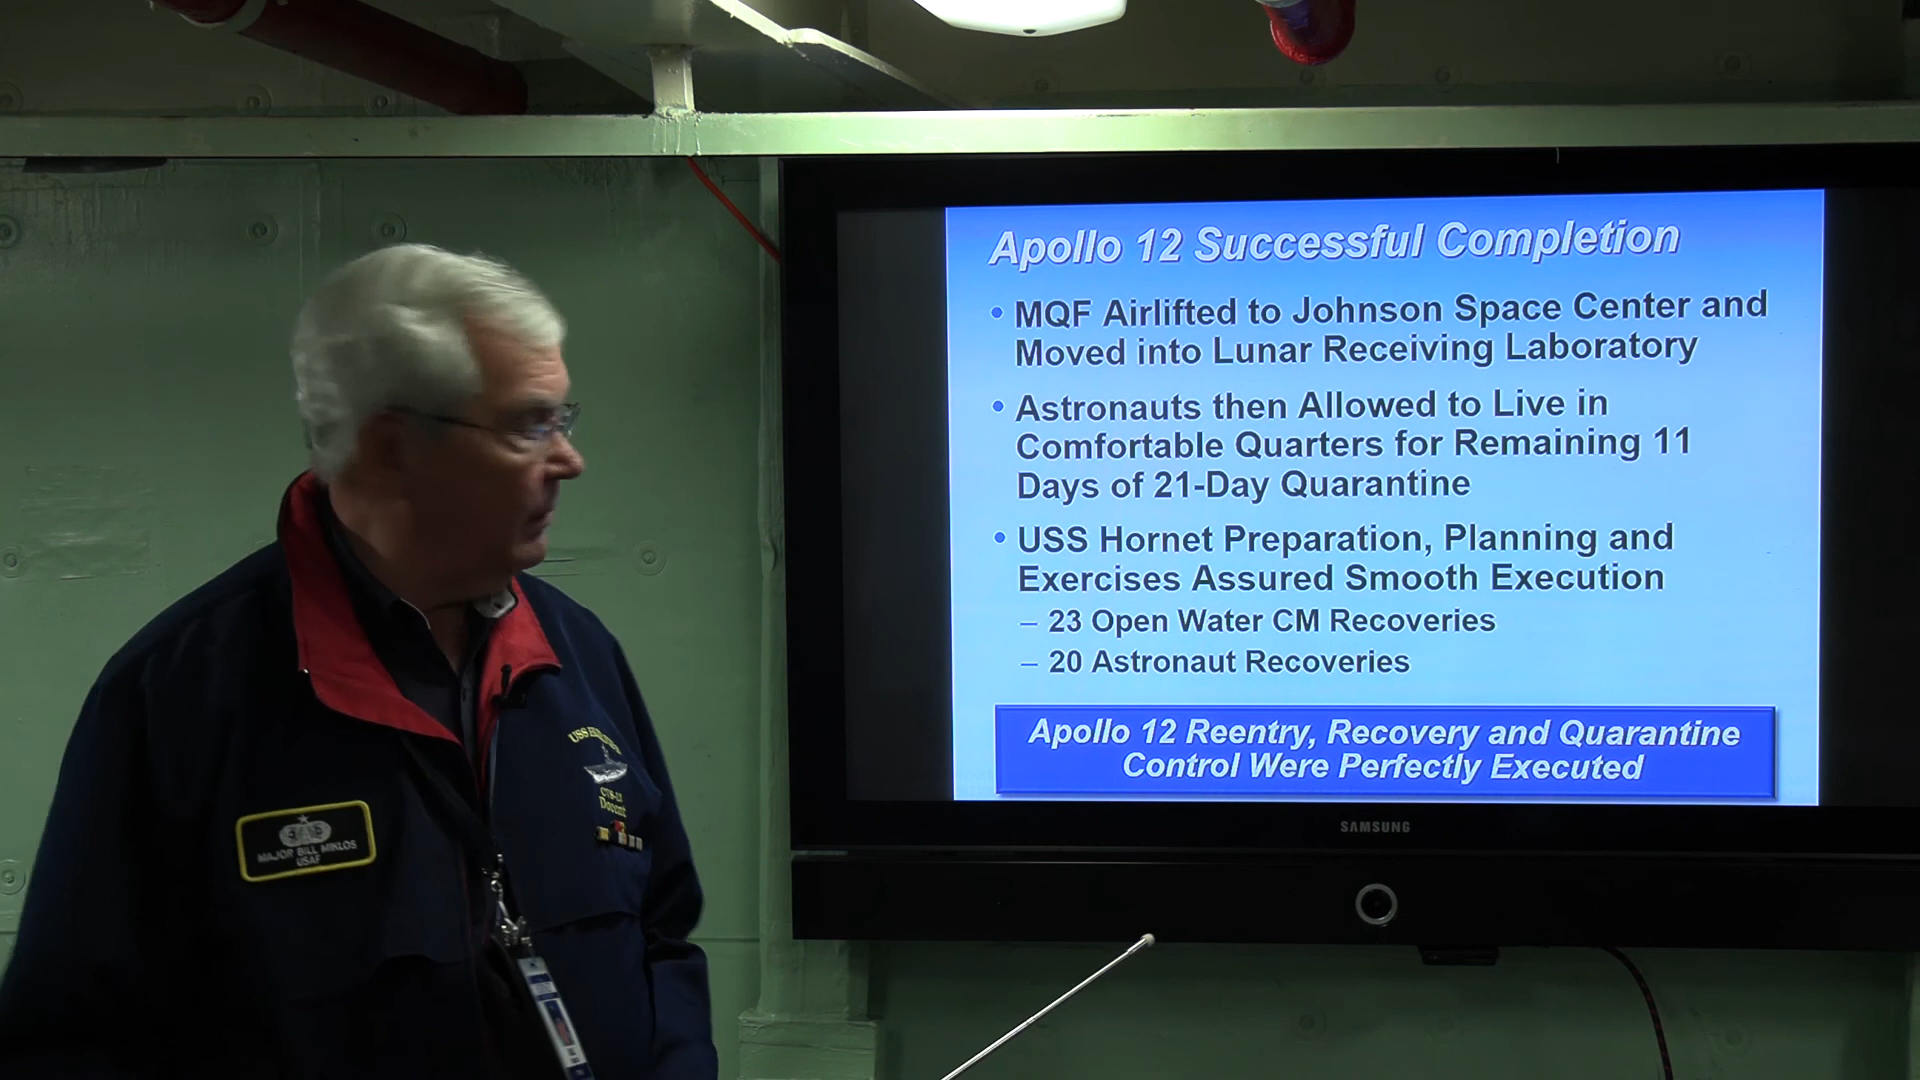 Apollo 12 Successful Completion
• MQF Airlifted to Johnson Space Center and
Moved into Lunar Receiving Laboratory
• Astronauts then Allowed to Live in
Comfortable Quarters for Remaining 11
Days of 21-Day Quarantine
• USS Hornet Preparation, Planning and
Exercises Assured Smooth Execution
– 23 Open Water CM Recoveries
– 20 Astronaut Recoveries
Apollo 12 Reentry, Recovery and Quarantine
Control Were Perfectly Executed
SAMSUNG
MAJOR BILL MIKLOS
USAF
USS
Docent